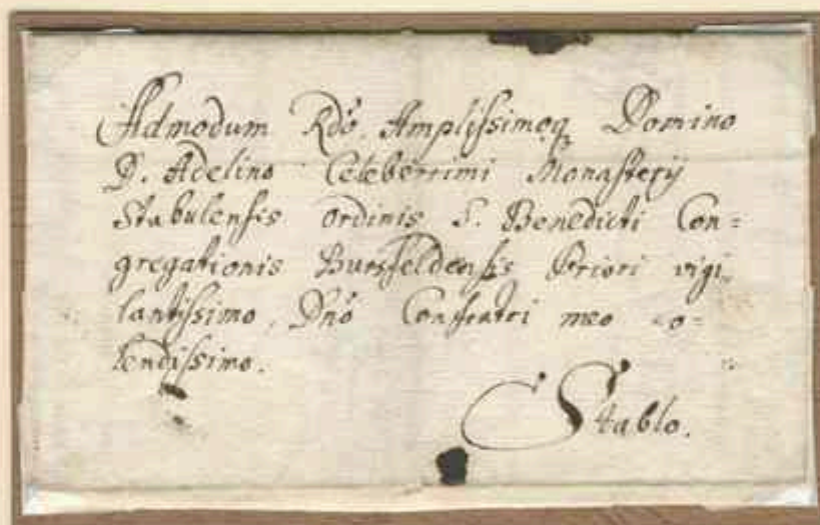 Admodum Rdo. Amplissimoq Domino
D. Adelino Celeberrimi Monasterij
Stabulensis ordinis S. Benedicti Con=
gregationis Bursfeldensis Priori vigi=
lantissimo, Dno Confratri meo co=
lendissimo.
Stablo.